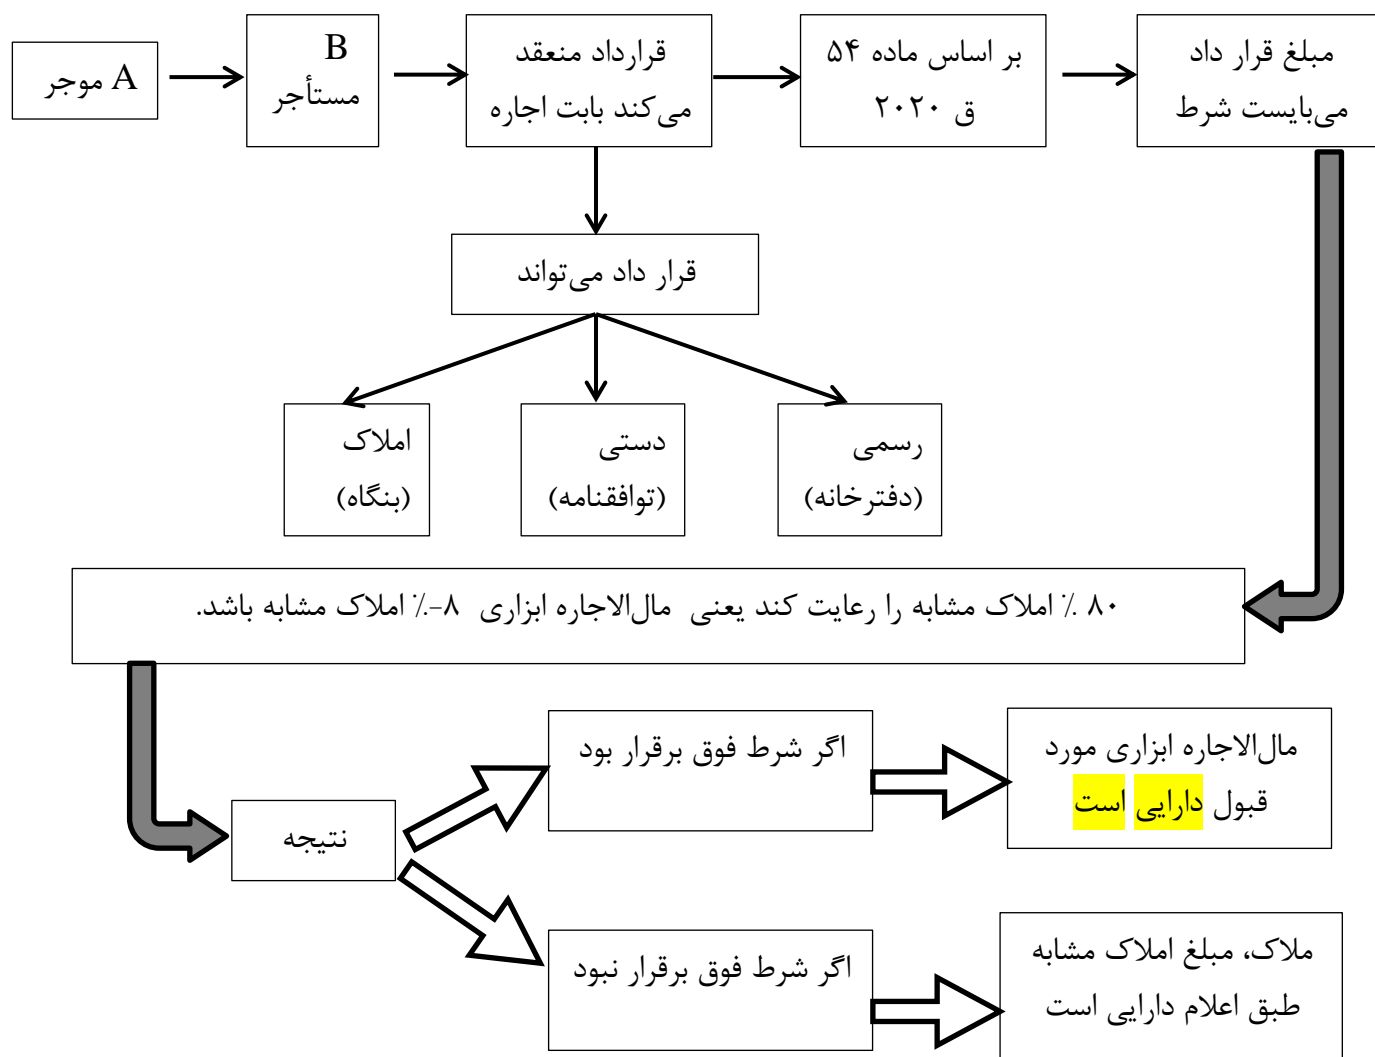 A موجر
B
مستأجر
قرارداد منعقد
می‌کند بابت اجاره
بر اساس ماده ۵۴
ق ۲۰۲۰
مبلغ قرار داد
می‌بایست شرط
قرار داد می‌تواند
املاک
(بنگاه)
دستی
(توافقنامه)
رسمی
(دفترخانه)
۸۰ ٪ املاک مشابه را رعایت کند یعنی مال‌الاجاره ابزاری ۸-٪ املاک مشابه باشد.
نتیجه
اگر شرط فوق برقرار بود
مال‌الاجاره ابزاری مورد
قبول دارایی است
اگر شرط فوق برقرار نبود
ملاک، مبلغ املاک مشابه
طبق اعلام دارایی است